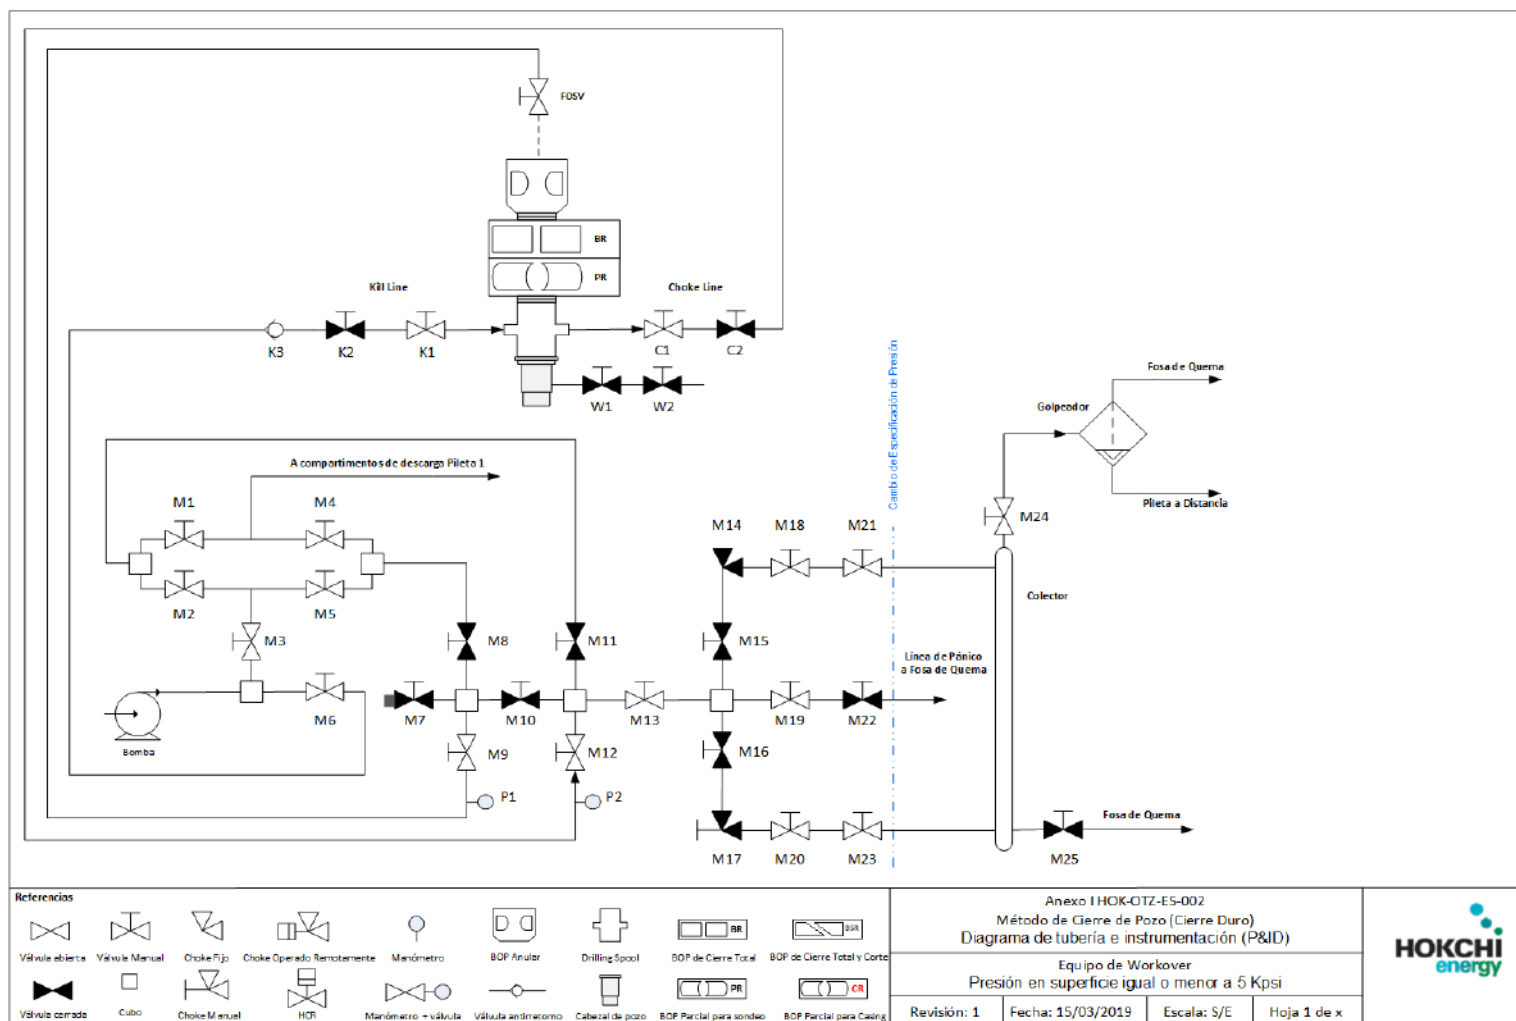 FOSV
BR
PR
Kill Line
Choke Line
K3
K2
K1
C1
C2
W1
W2
Cambio de Especificación de Presión
Fosa de Quema
Golpeador
Pileta a Distancia
A compartimentos de descarga Pileta 1
M1
M4
M2
M5
M3
M6
Bomba
M8
M11
M7
M10
M13
M9
M12
P1
P2
M14
M18
M21
M15
M19
M22
M16
M17
M20
M23
Línea de Pánico
a Fosa de Quema
M24
Colector
Fosa de Quema
M25
Referencias
Válvula abierta
Válvula Manual
Choke Fijo
Choke Operado Remotamente
Manómetro
BOP Anular
Drilling Spool
BR
BOP de Cierre Total
BSR
BOP de Cierre Total y Corte
Válvula cerrada
Cubo
Choke Manual
HCR
Manómetro + válvula
Válvula antirretorno
Cabezal de pozo
PR
BOP Parcial para sondeo
CR
BOP Parcial para Casing
Anexo I HOK-OTZ-ES-002
Método de Cierre de Pozo (Cierre Duro)
Diagrama de tubería e instrumentación (P&ID)
Equipo de Workover
Presión en superficie igual o menor a 5 Kpsi
Revisión: 1
Fecha: 15/03/2019
Escala: S/E
Hoja 1 de x
HOKCHI
energy